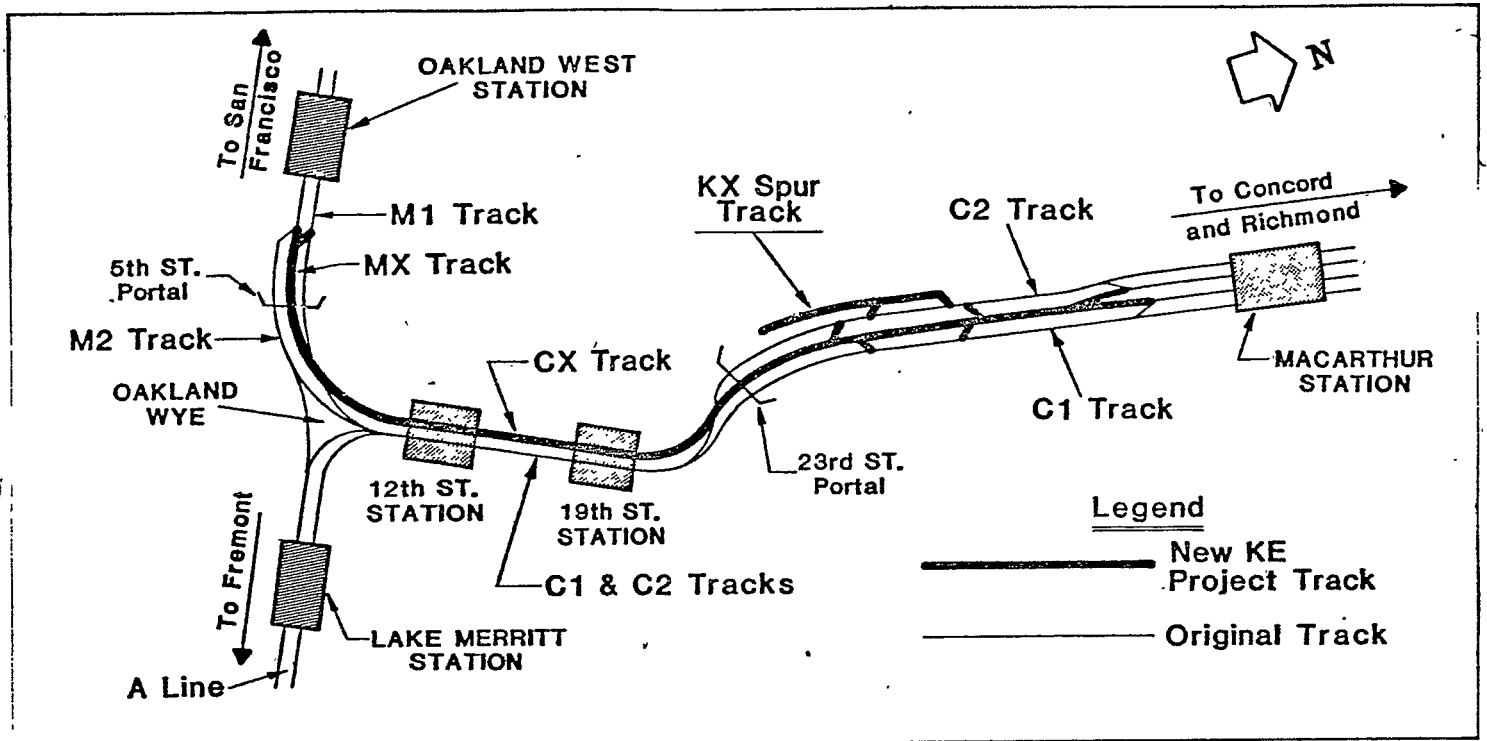 To San
Francisco
OAKLAND WEST
STATION
N
M1 Track
KX Spur
Track
C2 Track
To Concord
and Richmond
5th ST.
Portal
MX Track
M2 Track
CX Track
MACARTHUR
STATION
OAKLAND
WYE
C1 Track
12th ST.
STATION
19th ST.
STATION
23rd ST.
Portal
To Fremont
C1 & C2 Tracks
LAKE MERRITT
STATION
A Line
Legend
New KE
Project Track
Original Track